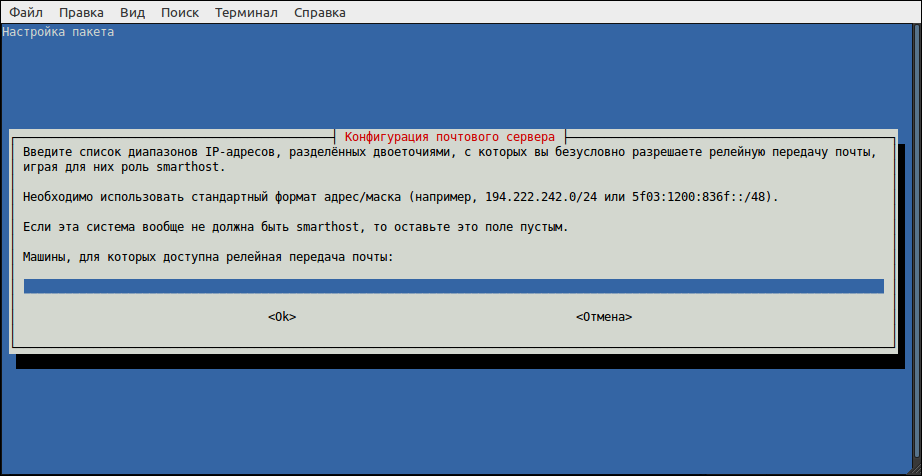 Файл Правка Вид Поиск Терминал Справка
Настройка пакета
Конфигурация почтового сервера
Введите список диапазонов IP-адресов, разделённых двоеточиями, с которых вы безусловно разрешаете релейную передачу почты,
играя для них роль smarthost.
Необходимо использовать стандартный формат адрес/маска (например, 194.222.242.0/24 или 5f03:1200:836f::/48).
Если эта система вообще не должна быть smarthost, то оставьте это поле пустым.
Машины, для которых доступна релейная передача почты:
<Ok> <Отмена>